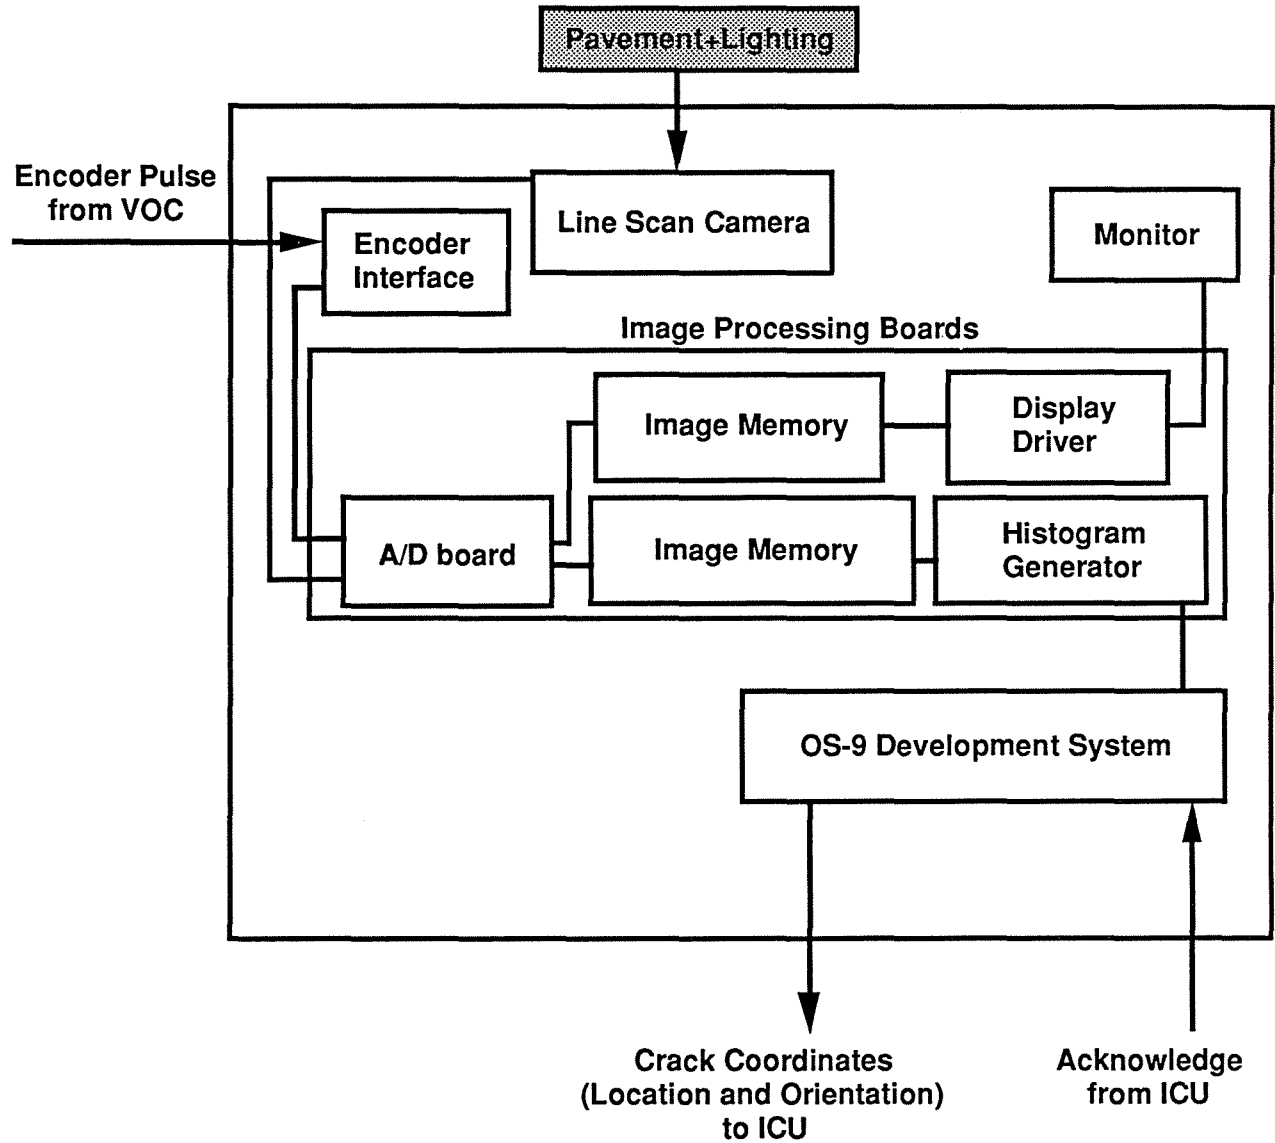 Pavement+Lighting
Encoder Pulse
from VOC
Line Scan Camera
Encoder
Interface
Monitor
Image Processing Boards
Image Memory
Display
Driver
A/D board
Image Memory
Histogram
Generator
OS-9 Development System
Crack Coordinates
(Location and Orientation)
to ICU
Acknowledge
from ICU